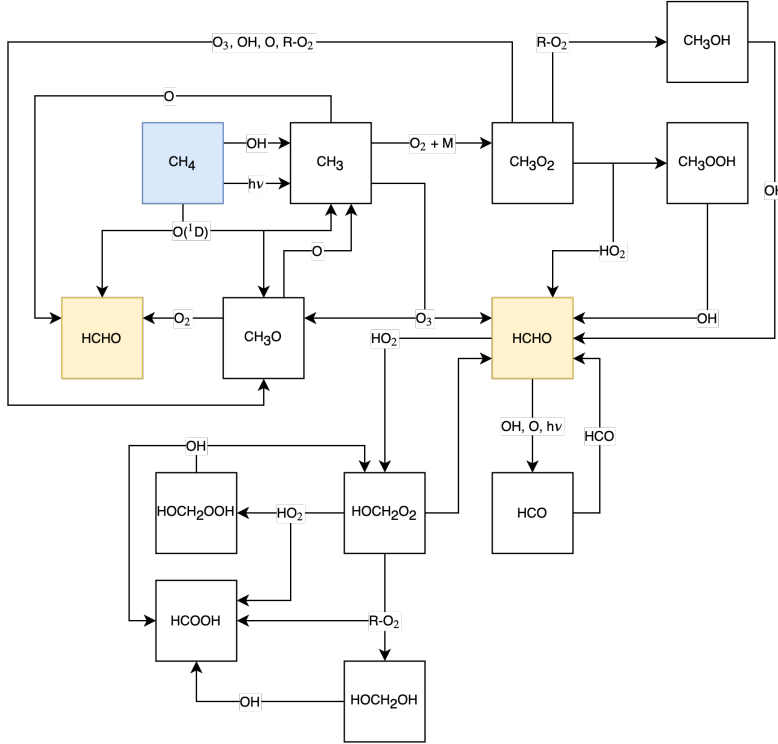 O₃, OH, O, R-O₂
R-O₂
CH₃OH
O
CH₄
OH
hν
CH₃
O₂ + M
CH₃O₂
CH₃OOH
O(¹D)
O
HO₂
HCHO
O₂
CH₃O
O₃
HCHO
OH
HO₂
OH, O, hν
HCO
OH
HOCH₂OOH
HO₂
HOCH₂O₂
HCO
HCOOH
R-O₂
OH
HOCH₂OH